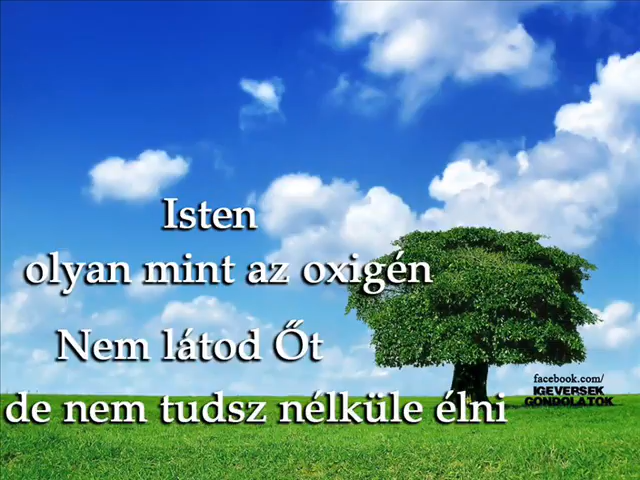 Isten
olyan mint az oxigén
Nem látod Őt
de nem tudsz nélküle élni
facebook.com/
IGEVERSEK
GONDOLATOK